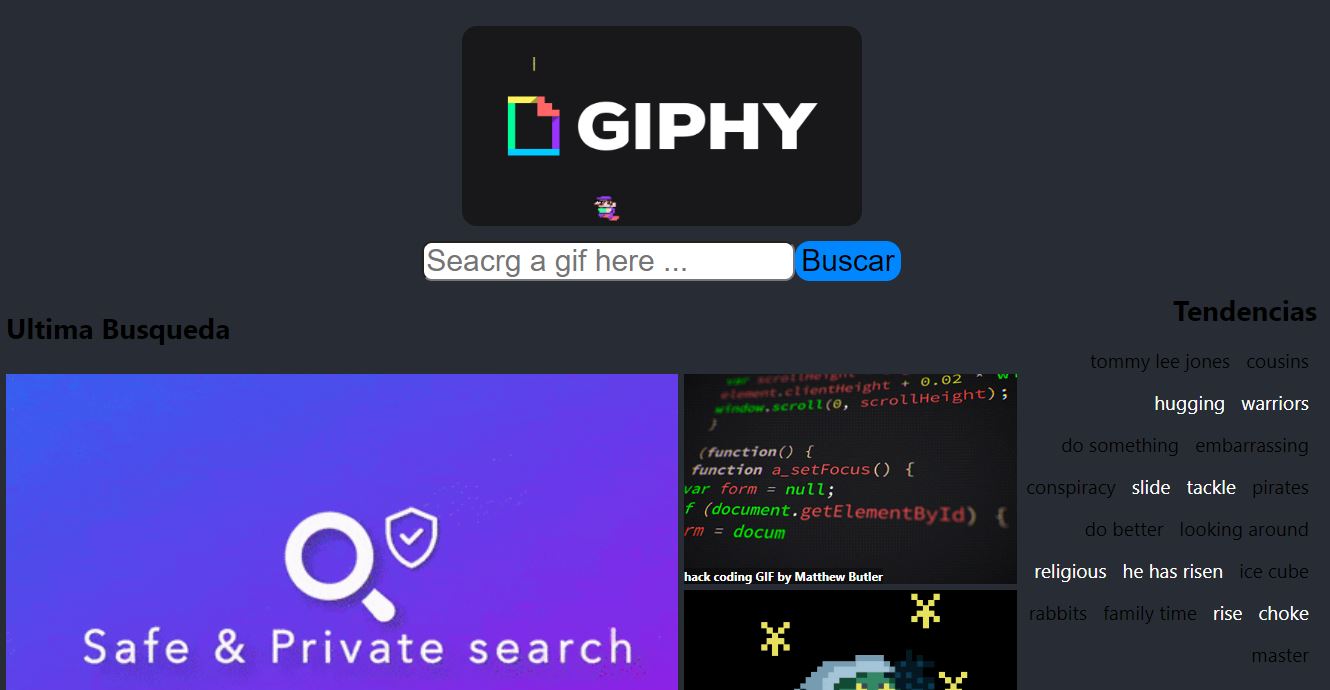 GIPHY
Seacrg a gif here ... Buscar
Ultima Busqueda
Safe & Private search
element.clientHeight + 0.02
window.scroll(0, scrollHeight);
}
(function() {
function a_setFocus() {
var form = null;
f (document.getElementById) {
rm = docum
hack coding GIF by Matthew Butler
Tendencias
tommy lee jones cousins
hugging warriors
do something embarrassing
conspiracy slide tackle pirates
do better looking around
religious he has risen ice cube
rabbits family time rise choke
master